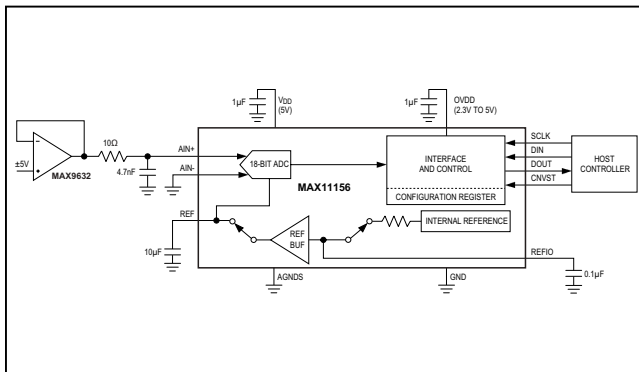 1µF
VDD
(5V)
1µF
OVDD
(2.3V TO 5V)
10Ω
AIN+
AIN-
±5V
MAX9632
4.7nF
18-BIT ADC
MAX11156
INTERFACE
AND CONTROL
CONFIGURATION REGISTER
SCLK
DIN
DOUT
CNVST
HOST
CONTROLLER
REF
10µF
REF
BUF
INTERNAL REFERENCE
REFIO
0.1µF
AGNDS
GND